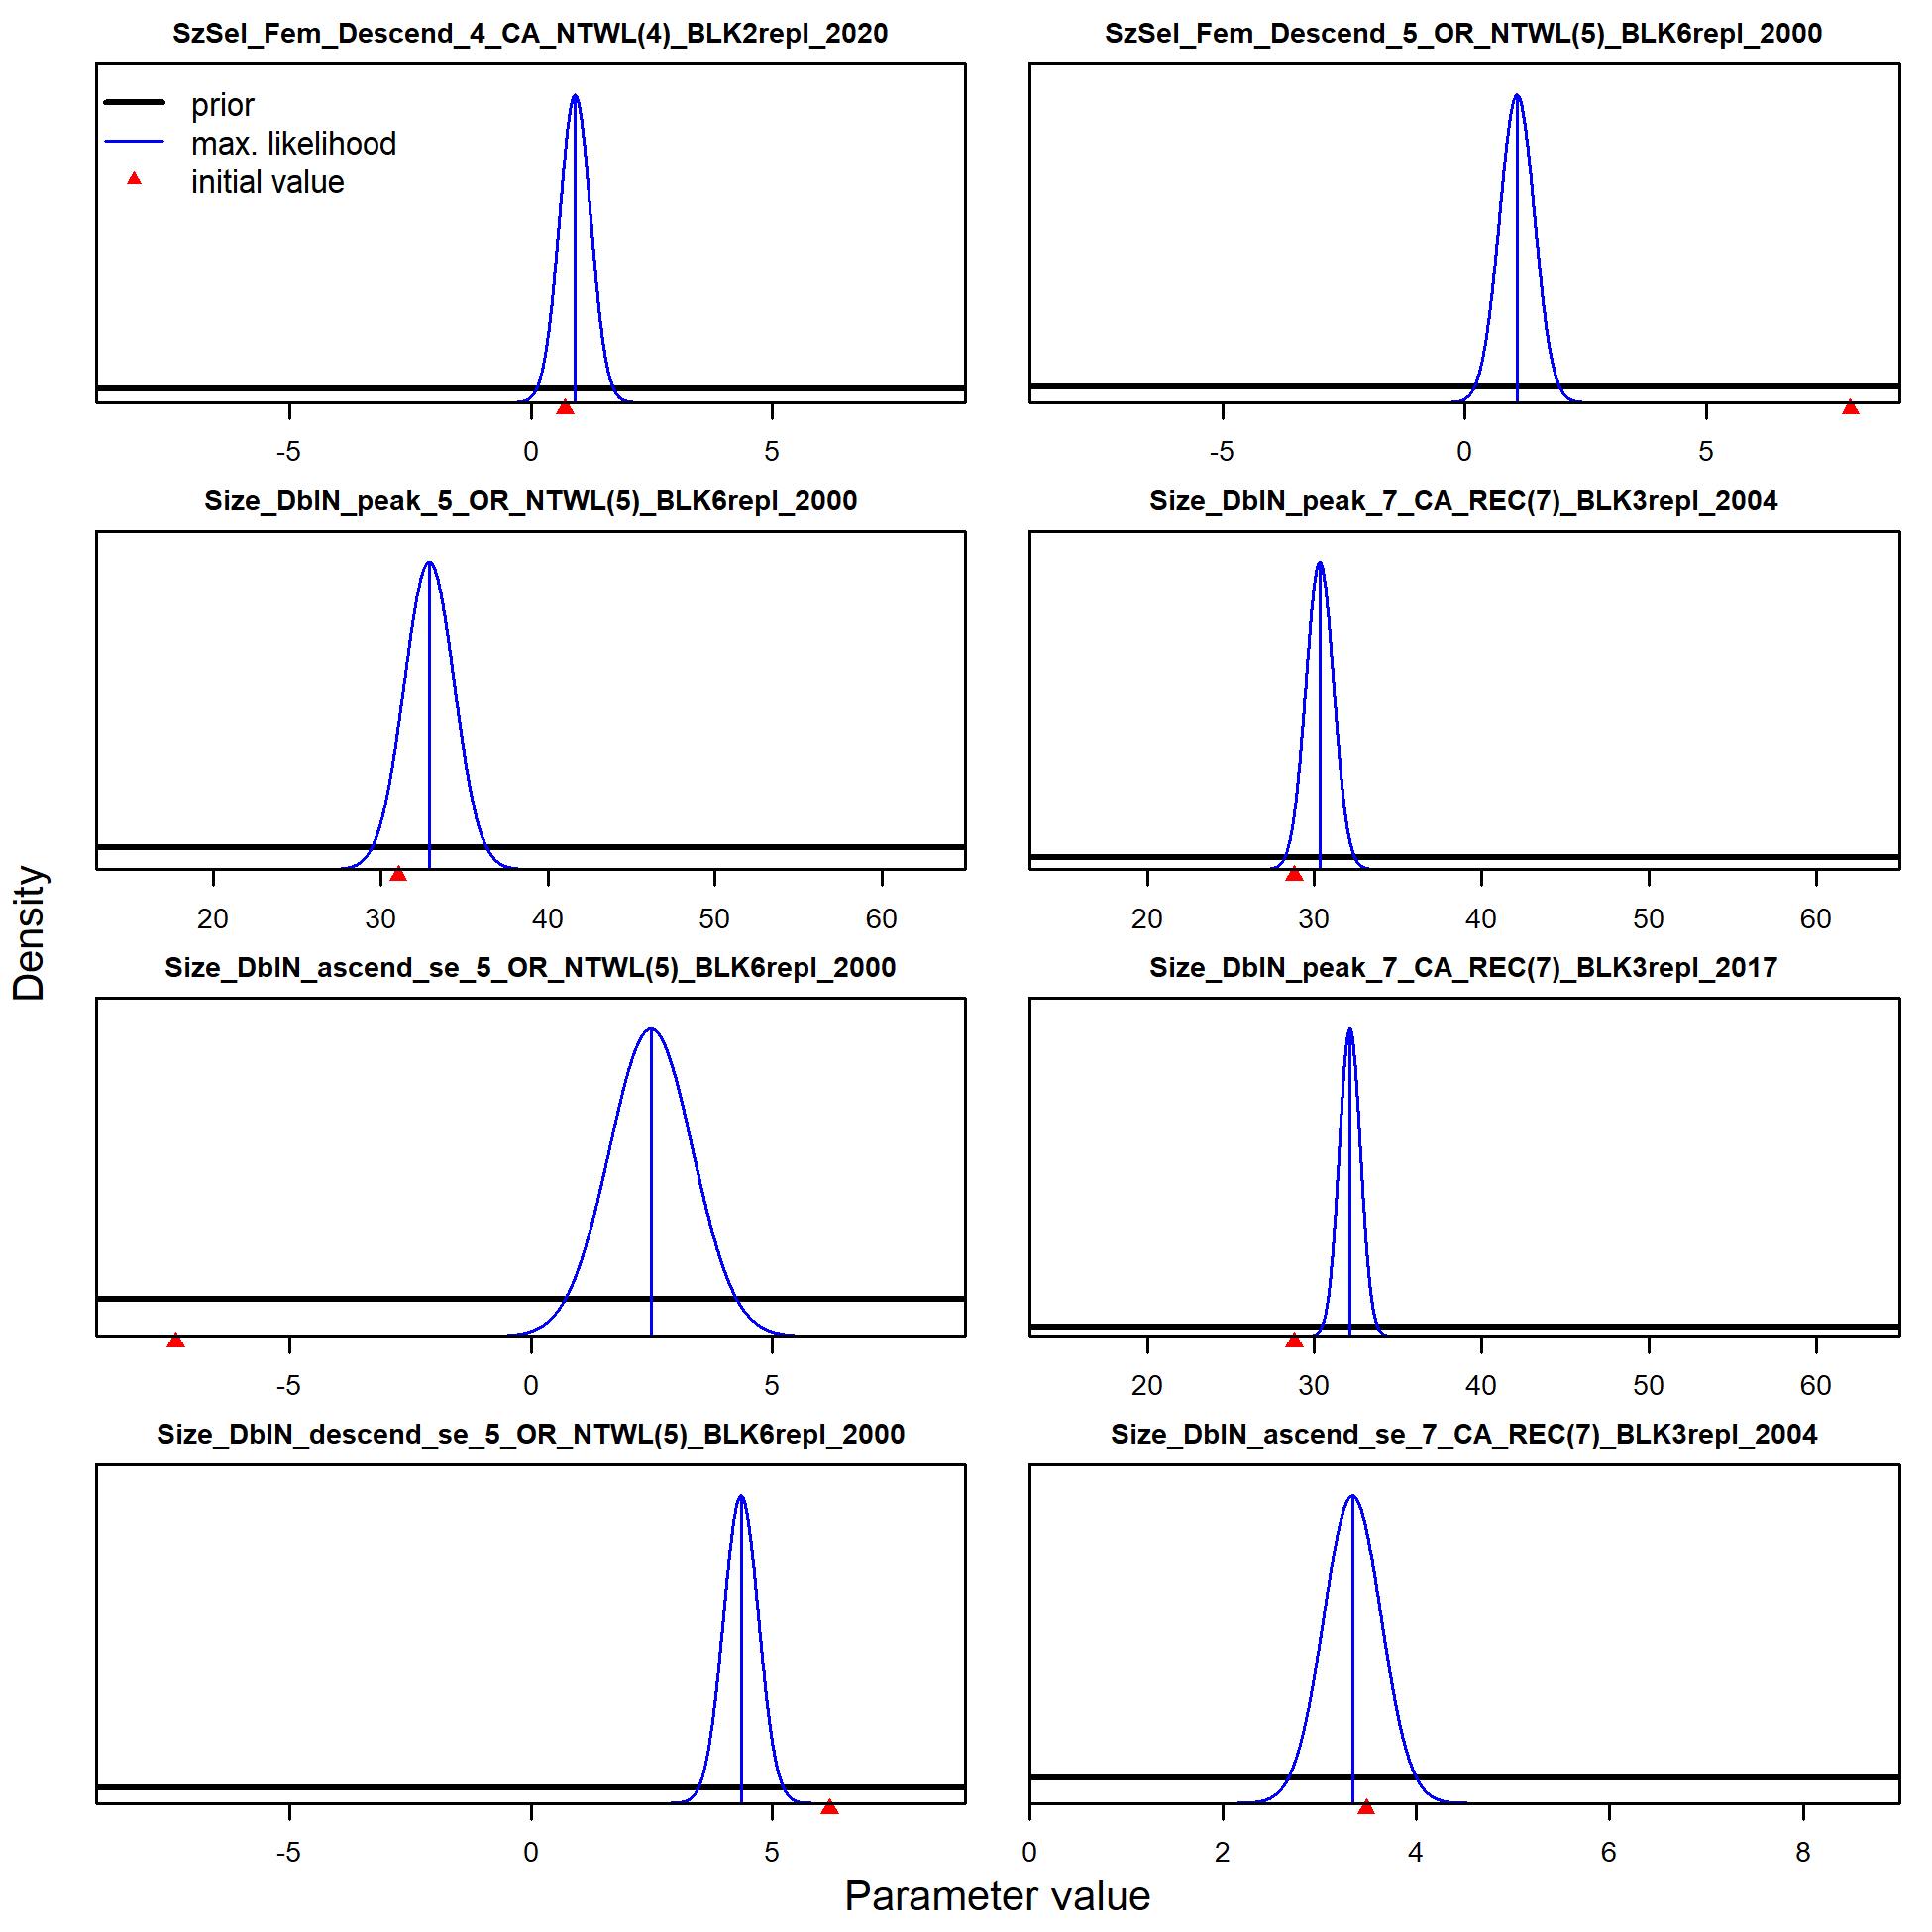 SzSel_Fem_Descend_4_CA_NTWL(4)_BLK2repl_2020
prior
max. likelihood
initial value
-5 0 5
SzSel_Fem_Descend_5_OR_NTWL(5)_BLK6repl_2000
-5 0 5
Size_DblN_peak_5_OR_NTWL(5)_BLK6repl_2000
20 30 40 50 60
Size_DblN_peak_7_CA_REC(7)_BLK3repl_2004
20 30 40 50 60
Size_DblN_ascend_se_5_OR_NTWL(5)_BLK6repl_2000
-5 0 5
Size_DblN_peak_7_CA_REC(7)_BLK3repl_2017
20 30 40 50 60
Size_DblN_descend_se_5_OR_NTWL(5)_BLK6repl_2000
-5 0 5
Size_DblN_ascend_se_7_CA_REC(7)_BLK3repl_2004
0 2 4 6 8
Density
Parameter value